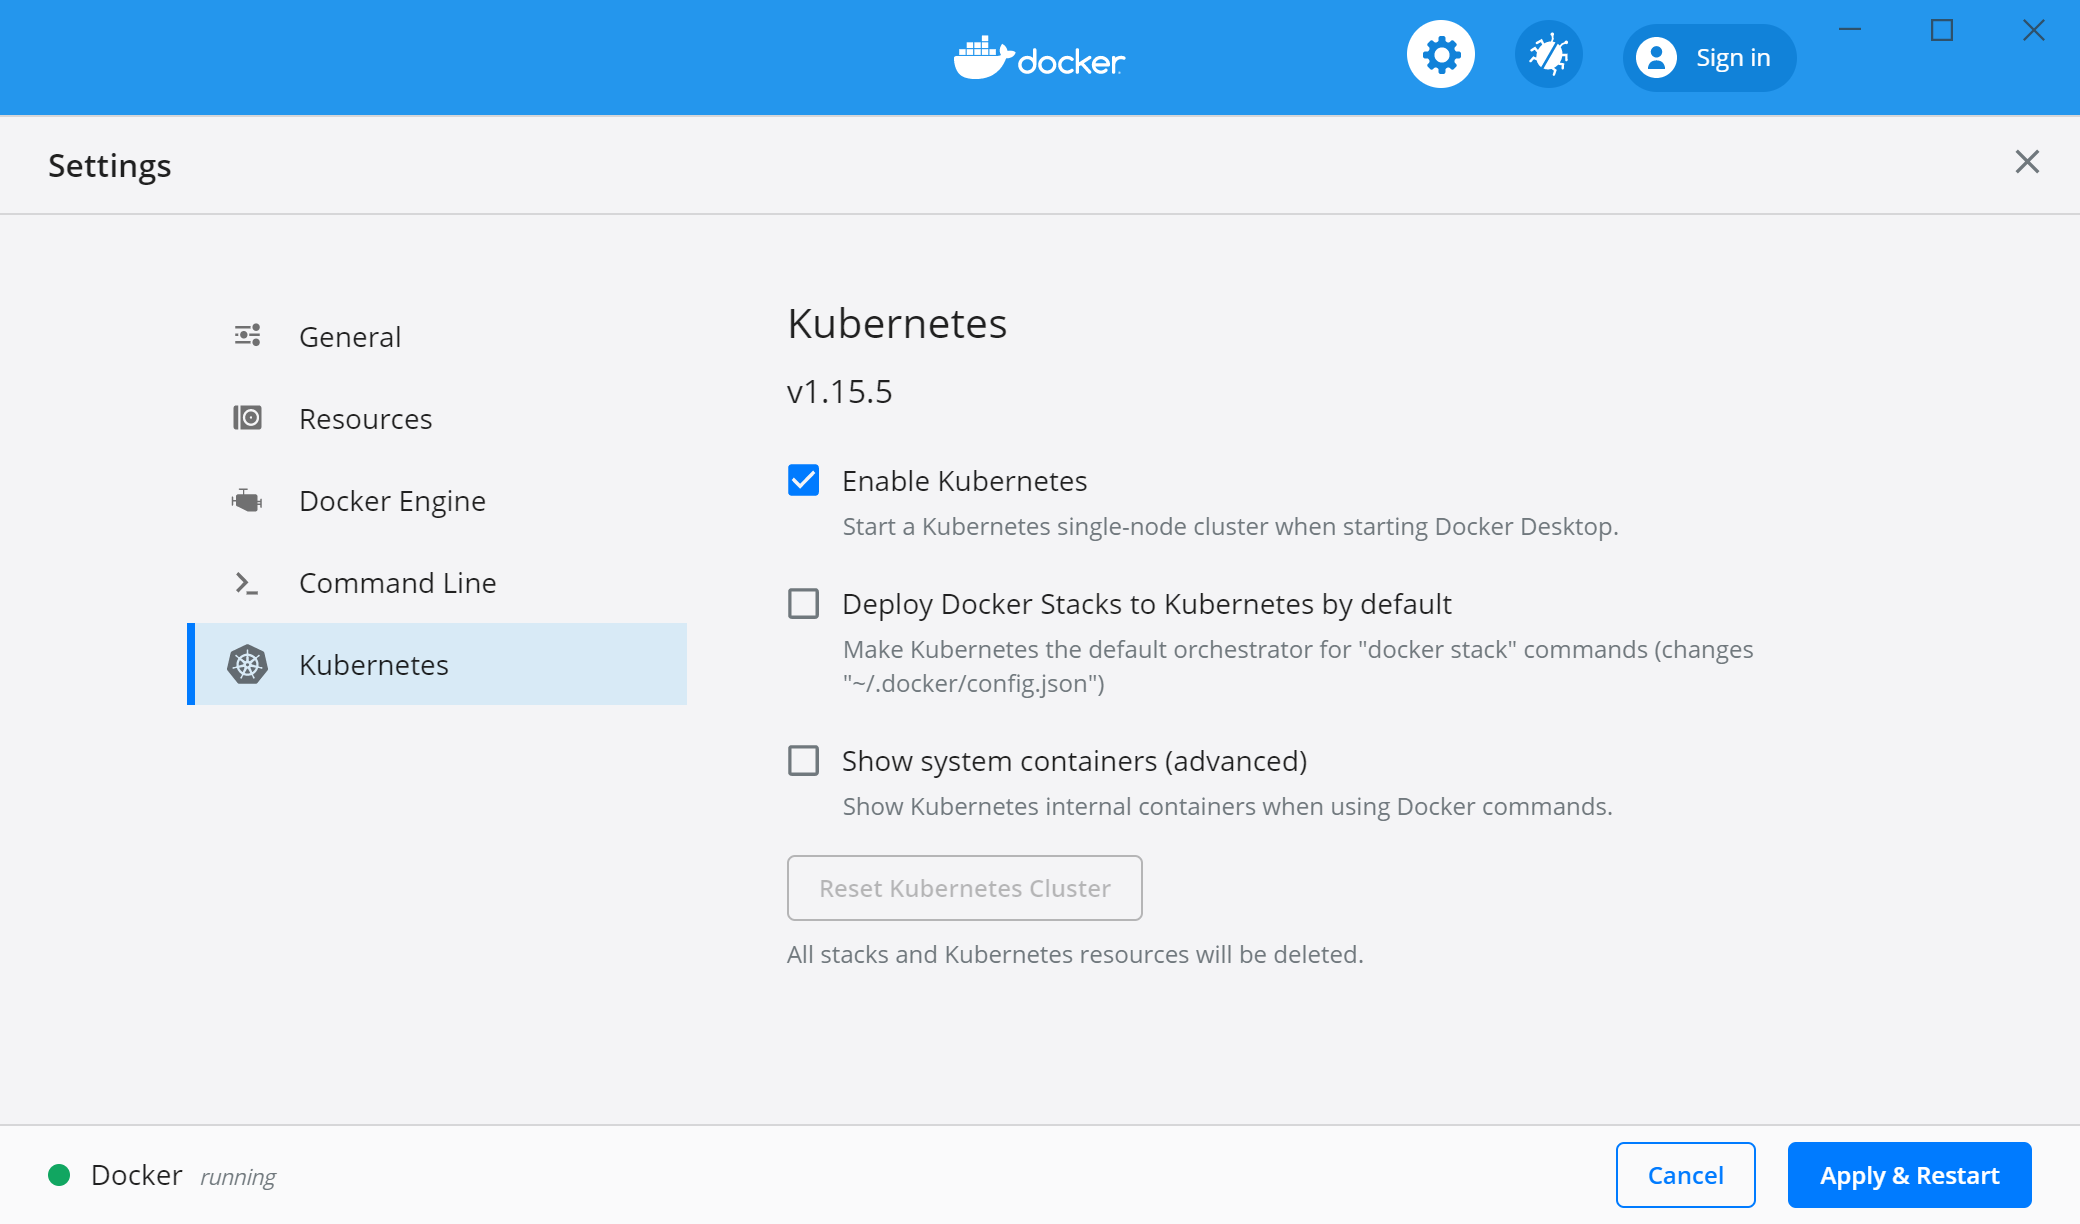 docker
Sign in
Settings
General
Resources
Docker Engine
Command Line
Kubernetes
Kubernetes
v1.15.5
Enable Kubernetes
Start a Kubernetes single-node cluster when starting Docker Desktop.
Deploy Docker Stacks to Kubernetes by default
Make Kubernetes the default orchestrator for "docker stack" commands (changes
"~/.docker/config.json")
Show system containers (advanced)
Show Kubernetes internal containers when using Docker commands.
Reset Kubernetes Cluster
All stacks and Kubernetes resources will be deleted.
Docker running
Cancel
Apply & Restart